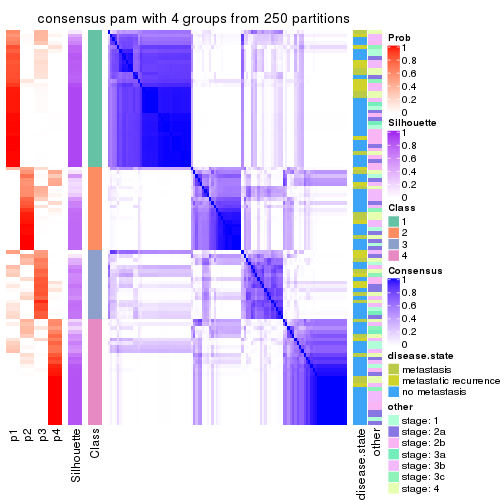 consensus pam with 4 groups from 250 partitions
p1
p2
p3
p4
Silhouette
Class
disease.state
other
Prob
1
0.8
0.6
0.4
0.2
0
Silhouette
1
0.8
0.6
0.4
0.2
0
Class
1
2
3
4
Consensus
1
0.8
0.6
0.4
0.2
0
disease.state
metastasis
metastatic recurrence
no metastasis
other
stage: 1
stage: 2a
stage: 2b
stage: 3a
stage: 3b
stage: 3c
stage: 4